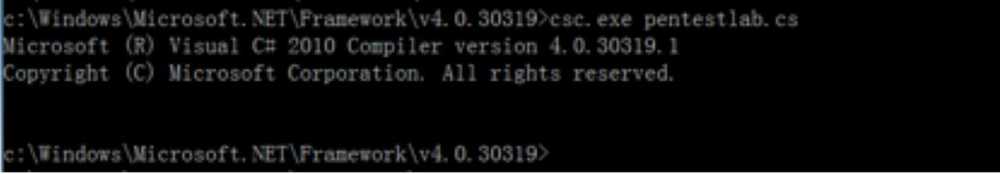 c:\Windows\Microsoft.NET\Framework\v4.0.30319>csc.exe pentestlab.cs
Microsoft (R) Visual C# 2010 Compiler version 4.0.30319.1
Copyright (C) Microsoft Corporation. All rights reserved.
c:\Windows\Microsoft.NET\Framework\v4.0.30319>